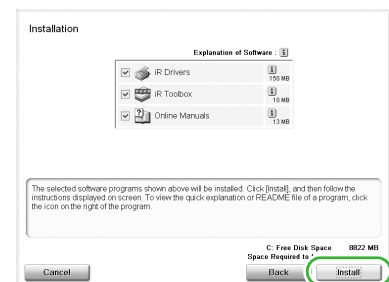 Installation
Explanation of Software :
iR Drivers
150 MB
iR Toolbox
10 MB
Online Manuals
13 MB
The selected software programs shown above will be installed. Click [Install], and then follow the
instructions displayed on screen. To view the quick explanation or README file of a program, click
the icon on the right of the program.
C: Free Disk Space 8822 MB
Space Required to
Cancel
Back
Install